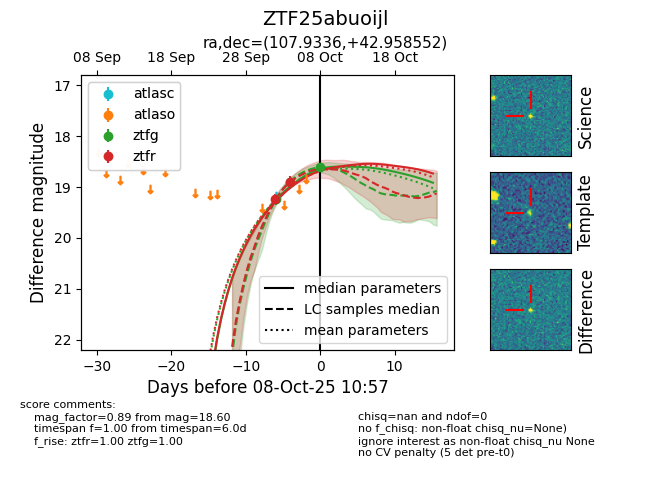 ZTF25abuoijl
ra,dec=(107.9336,+42.958552)
08 Sep 18 Sep 28 Sep 08 Oct 18 Oct
17
18
19
20
21
22
Difference magnitude
atlasc
atlaso
ztfg
ztfr
median parameters
LC samples median
mean parameters
−30 −20 −10 0 10
Days before 08-Oct-25 10:57
Science
Template
Difference
score comments:
mag_factor=0.89 from mag=18.60
timespan f=1.00 from timespan=6.0d
f_rise: ztfr=1.00 ztfg=1.00
chisq=nan and ndof=0
no f_chisq: non-float chisq_nu=None)
ignore interest as non-float chisq_nu None
no CV penalty (5 det pre-t0)